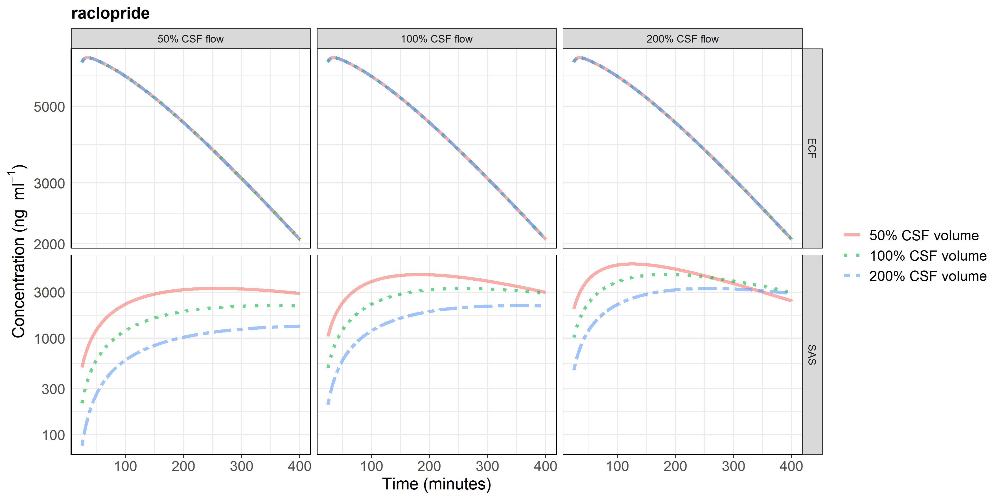 raclopride
50% CSF flow
100% CSF flow
200% CSF flow
5000
3000
2000
ECF
3000
1000
300
100
SAS
Concentration (ng ml⁻¹)
100 200 300 400
100 200 300 400
100 200 300 400
Time (minutes)
50% CSF volume
100% CSF volume
200% CSF volume